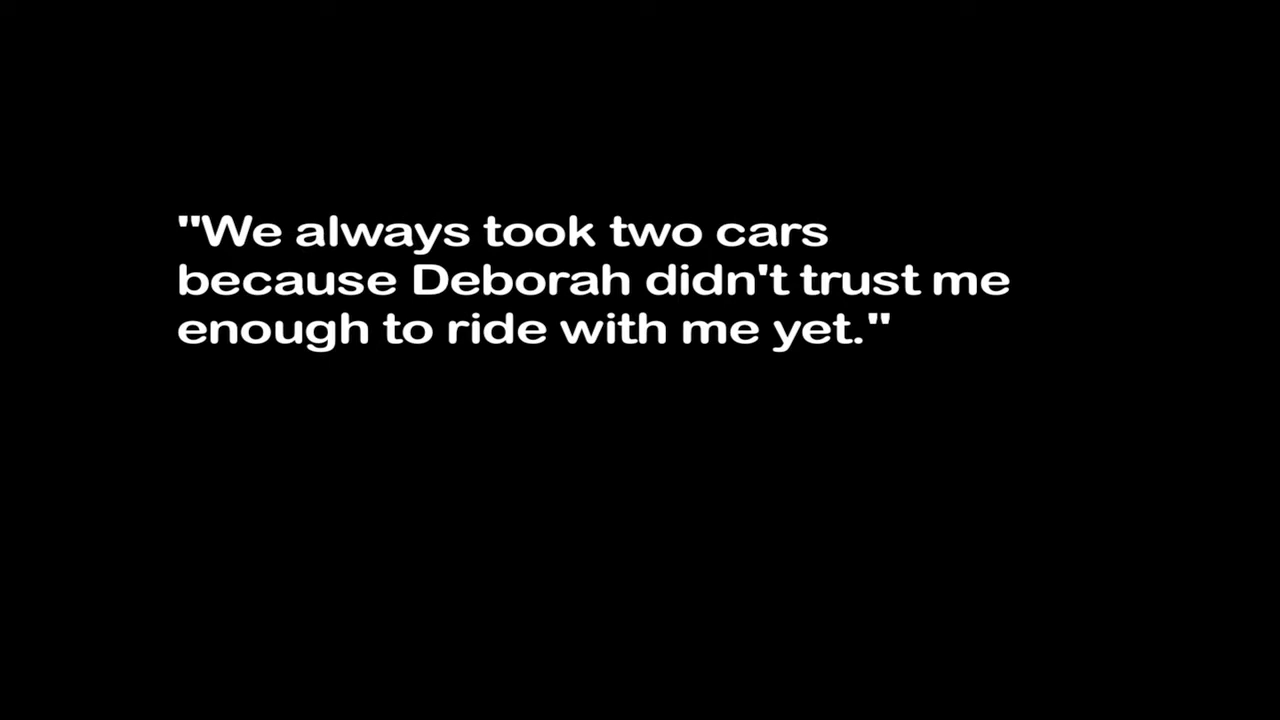 "We always took two cars
because Deborah didn't trust me
enough to ride with me yet."